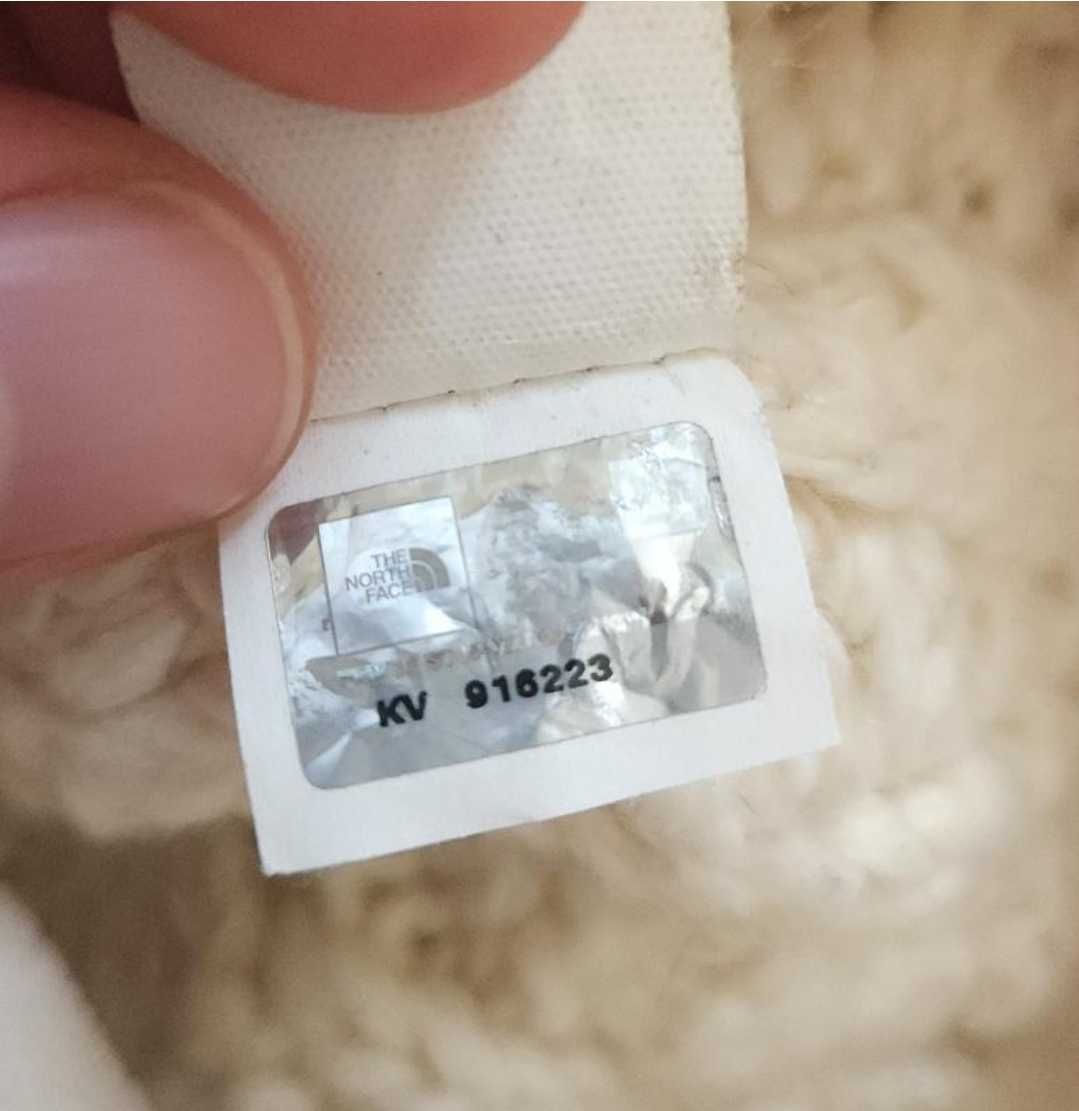 THE
NORTH
FACE
KV 916223